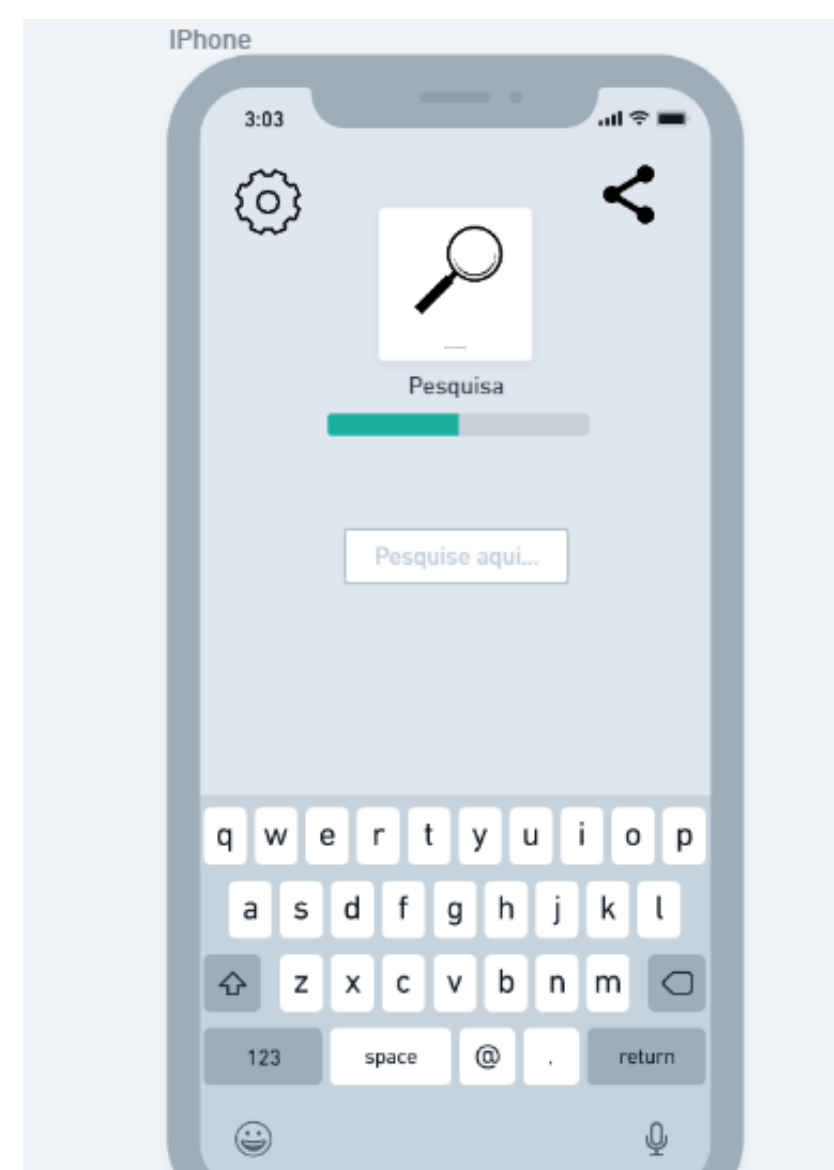 IPhone
3:03
Pesquisa
Pesquise aqui...
q w e r t y u i o p
a s d f g h j k l
z x c v b n m
123 space @ . return